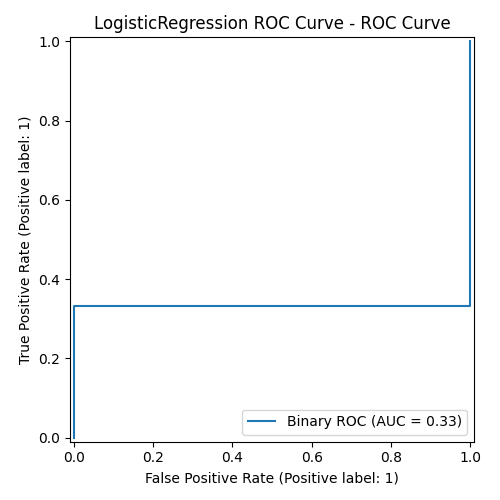 LogisticRegression ROC Curve - ROC Curve
1.0
0.8
0.6
0.4
0.2
0.0
True Positive Rate (Positive label: 1)
Binary ROC (AUC = 0.33)
0.0 0.2 0.4 0.6 0.8 1.0
False Positive Rate (Positive label: 1)